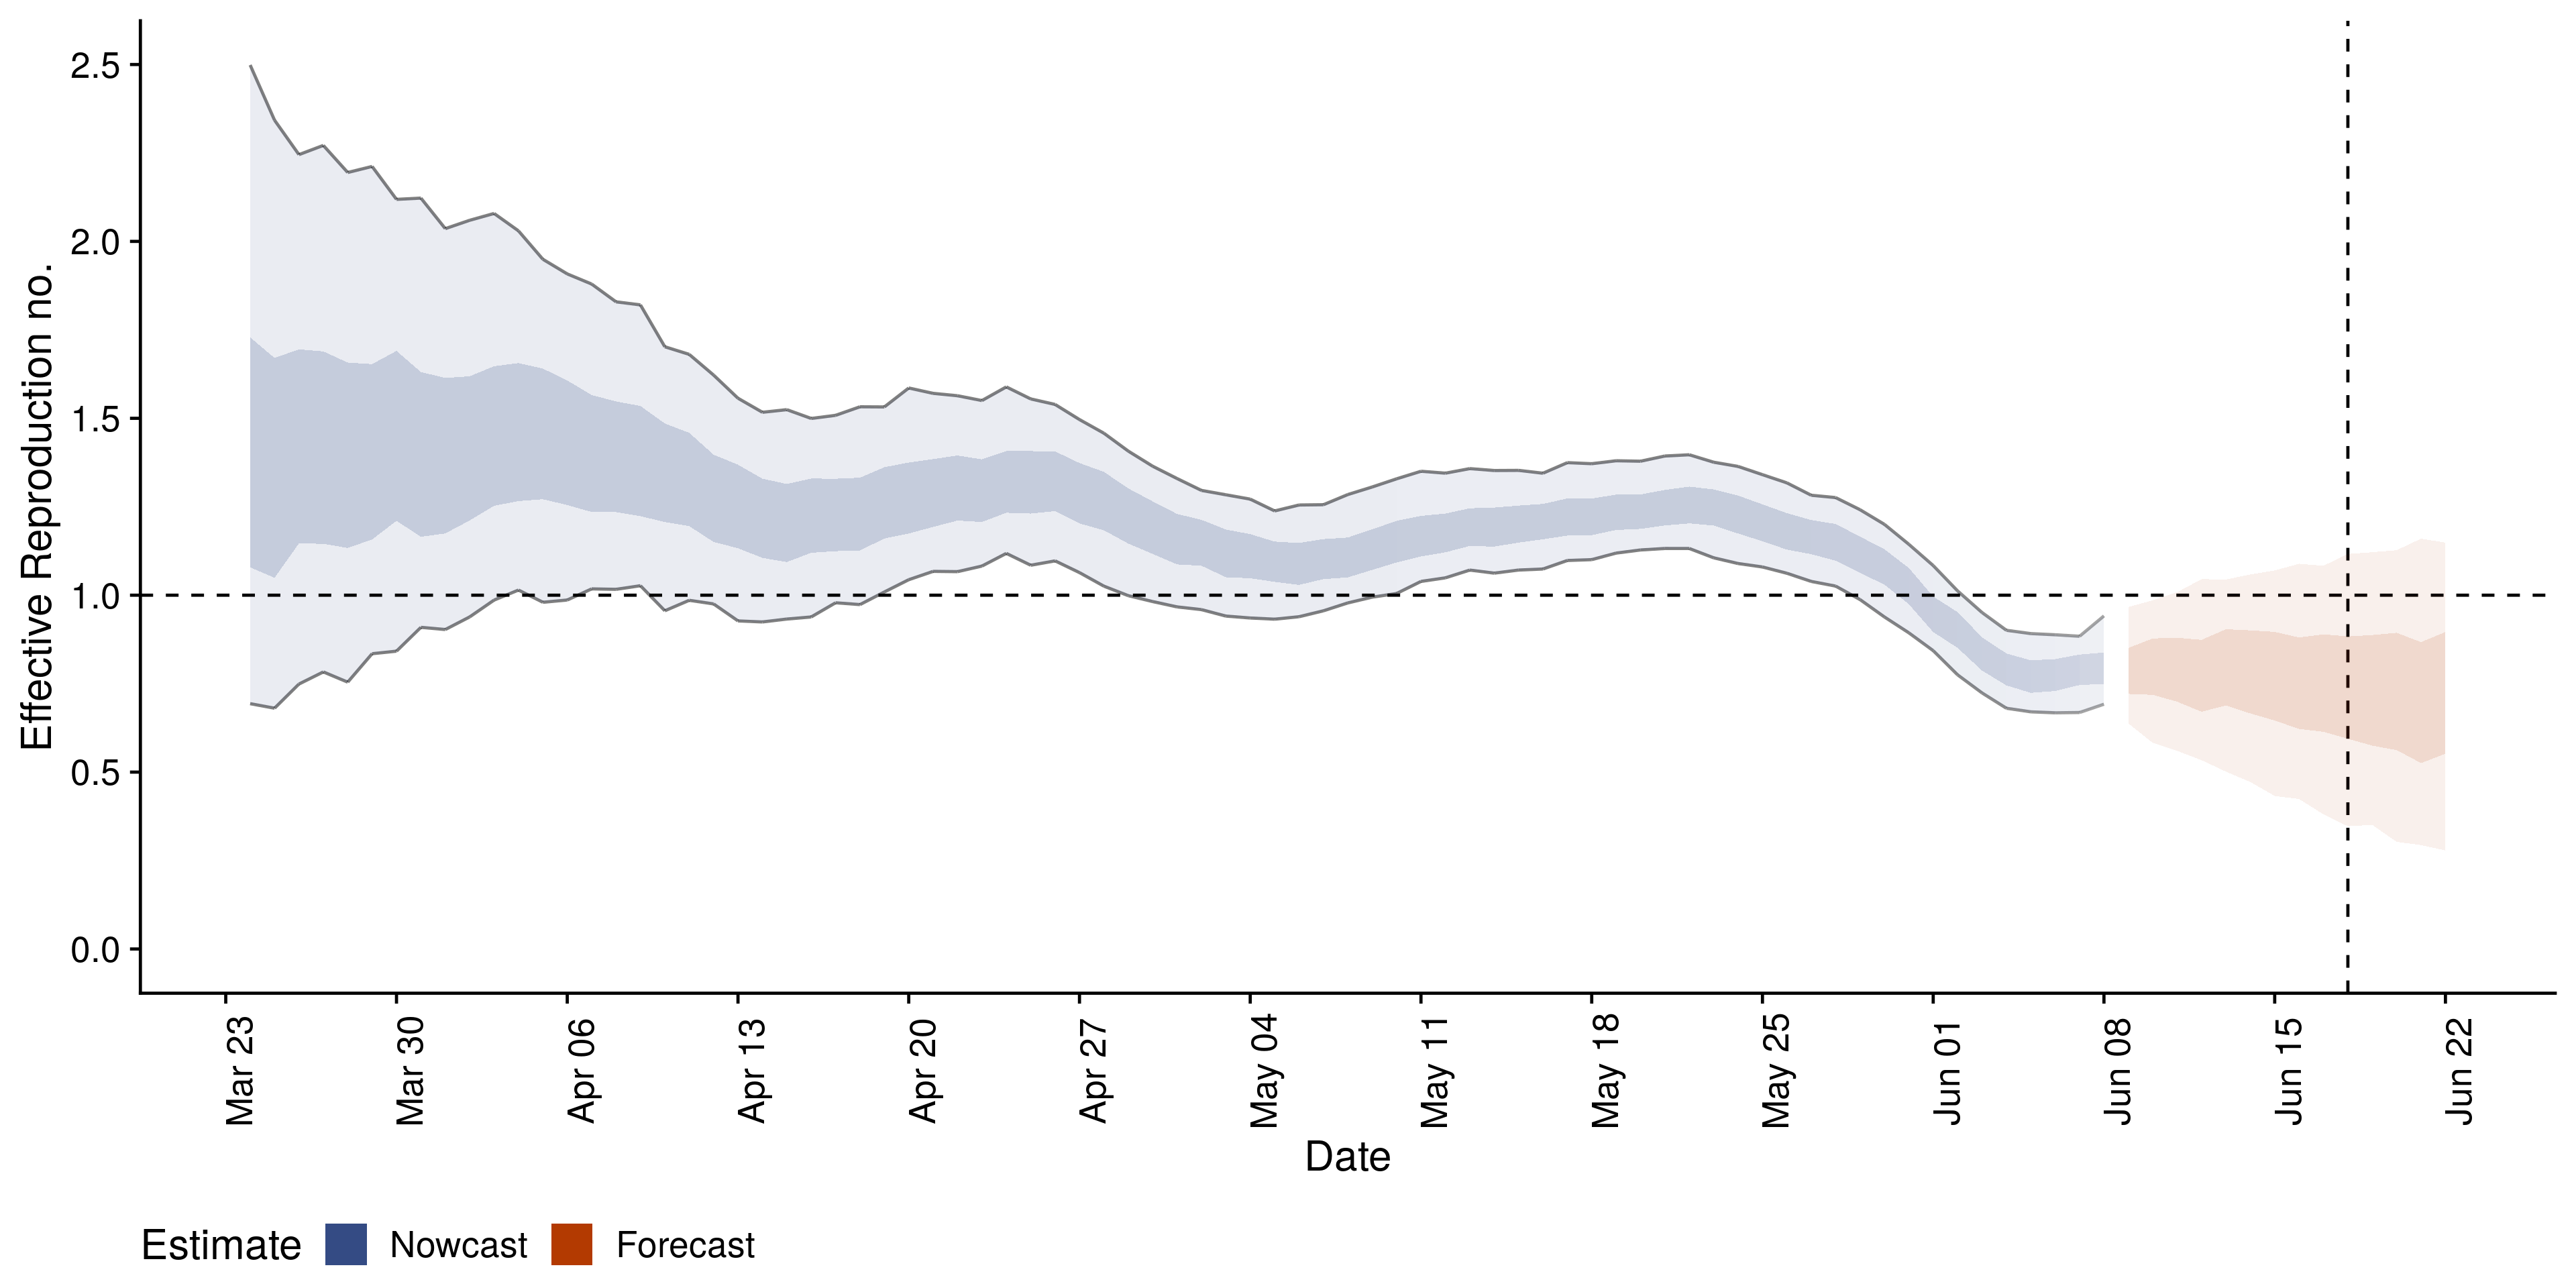 Effective Reproduction no.
2.5
2.0
1.5
1.0
0.5
0.0
Mar 23
Mar 30
Apr 06
Apr 13
Apr 20
Apr 27
May 04
May 11
May 18
May 25
Jun 01
Jun 08
Jun 15
Jun 22
Date
Estimate Nowcast Forecast